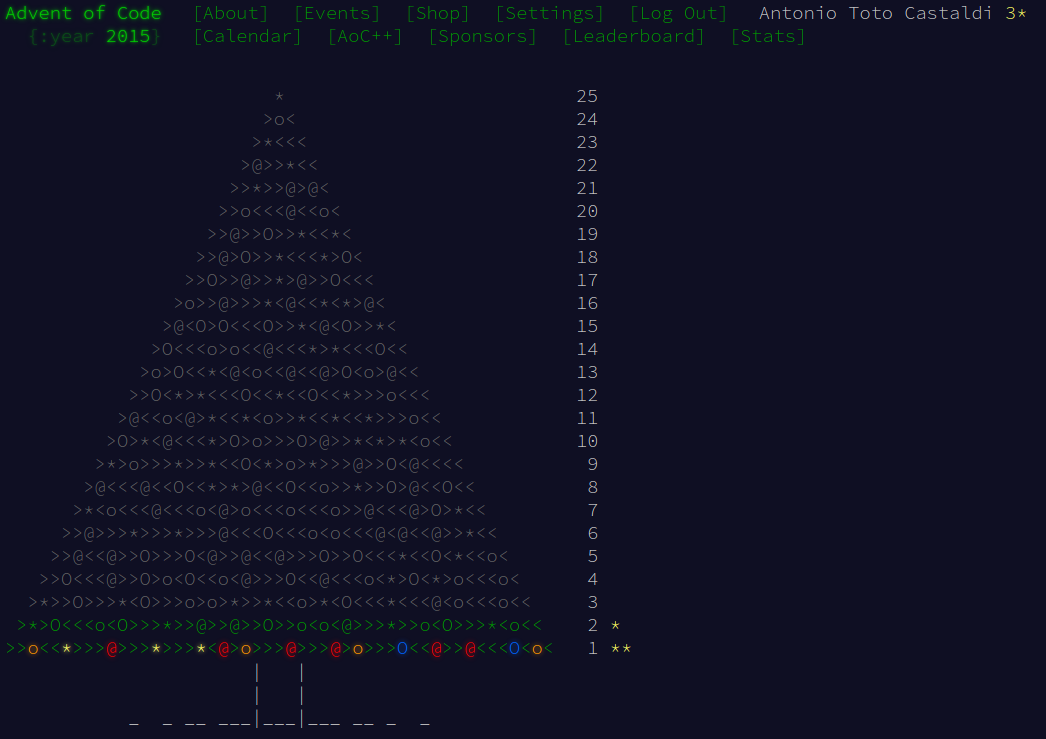 Advent of Code [About] [Events] [Shop] [Settings] [Log Out] Antonio Toto Castaldi 3*
{:year 2015} [Calendar] [AoC++] [Sponsors] [Leaderboard] [Stats]
* 25
>o< 24
>*<<< 23
>@>>*<< 22
>>*>>@>@< 21
>>o<<<@<<o< 20
>>@>>O>>*<<*< 19
>>@>O>>*<<<*>O< 18
>>O>>@>>*>@>>O<<< 17
>o>>@>>>*<@<<*<*>@< 16
>@<O>O<<<O>>*<@<O>>*< 15
>O<<<o>o<<@<<<*>*<<<O<< 14
>o>O<<*<@<o<<@<<@>O<o>@<< 13
>>O<*>*<<<O<<*<<O<<*>>>o<<< 12
>@<<o<@>*<<*<o>>*<<*<<*>>>o<< 11
>O>*<@<<<*>O>o>>>O>@>>*<*>*<o<< 10
>*>o>>>*>>*<<O<*>o>*>>>@>>O<@<<<< 9
>@<<<@<<O<<*>*>@<<O<<o>>*>>O>@<<O<< 8
>*<o<<<@<<<o<@>o<<<o<<<o>>@<<<@>O>*<< 7
>>@>>>*>>>*>>>@<<<O<<<o<o<<<@<@<<@>>*<< 6
>>@<<@>>O>>>O<@>>@<<@>>>O>>O<<<*<<O<*<<o< 5
>>O<<<@>>O>o<O<<o<@>>>O<<@<<<o<*>O<*>o<<<o< 4
>*>>O>>>*<O>>>o>o>*>>*<<o>*<O<<<*<<<@<o<<<o<< 3
>*>O<<<o<O>>>*>>@>>@>>O>>o<o<@>>>*>>o<O>>>*<o<< 2 *
>>o<<*>>>@>>>*>>>*<@>o>>>@>>>@>o>>>O<<@>>@<<<O<o< 1 **
| |
| |
_ _ __ ___|___|___ __ _ _